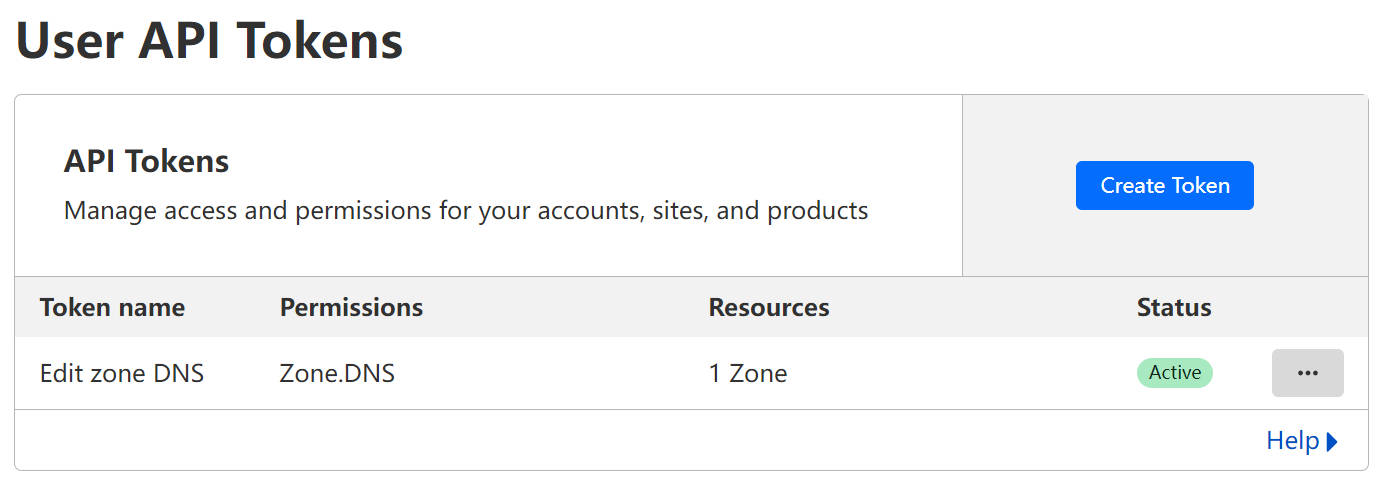 User API Tokens
API Tokens
Manage access and permissions for your accounts, sites, and products
Create Token
Token name Permissions Resources Status
Edit zone DNS Zone.DNS 1 Zone Active ...
Help